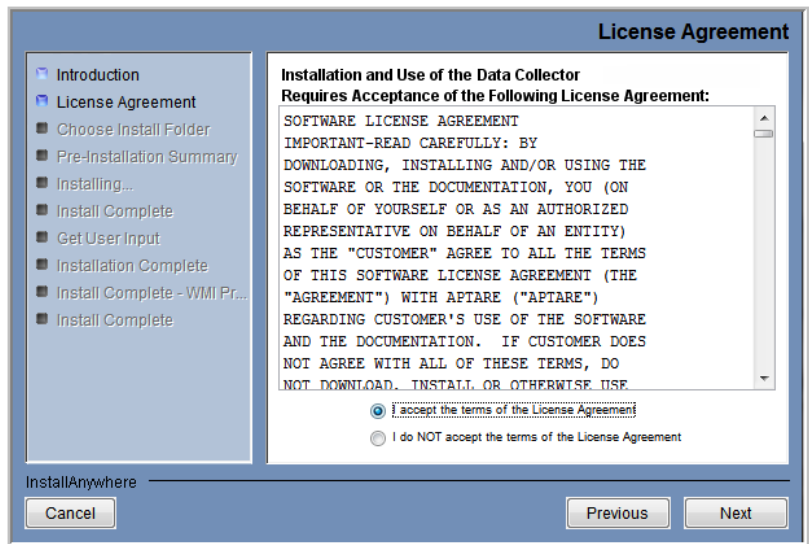 License Agreement
Introduction
License Agreement
Choose Install Folder
Pre-Installation Summary
Installing...
Install Complete
Get User Input
Installation Complete
Install Complete - WMI Pr...
Install Complete
Installation and Use of the Data Collector
Requires Acceptance of the Following License Agreement:
SOFTWARE LICENSE AGREEMENT
IMPORTANT-READ CAREFULLY: BY
DOWNLOADING, INSTALLING AND/OR USING THE
SOFTWARE OR THE DOCUMENTATION, YOU (ON
BEHALF OF YOURSELF OR AS AN AUTHORIZED
REPRESENTATIVE ON BEHALF OF AN ENTITY)
AS THE "CUSTOMER" AGREE TO ALL THE TERMS
OF THIS SOFTWARE LICENSE AGREEMENT (THE
"AGREEMENT") WITH APTARE ("APTARE")
REGARDING CUSTOMER'S USE OF THE SOFTWARE
AND THE DOCUMENTATION.  IF CUSTOMER DOES
NOT AGREE WITH ALL OF THESE TERMS, DO
NOT DOWNLOAD, INSTALL OR OTHERWISE USE
I accept the terms of the License Agreement
I do NOT accept the terms of the License Agreement
InstallAnywhere
Cancel
Previous
Next